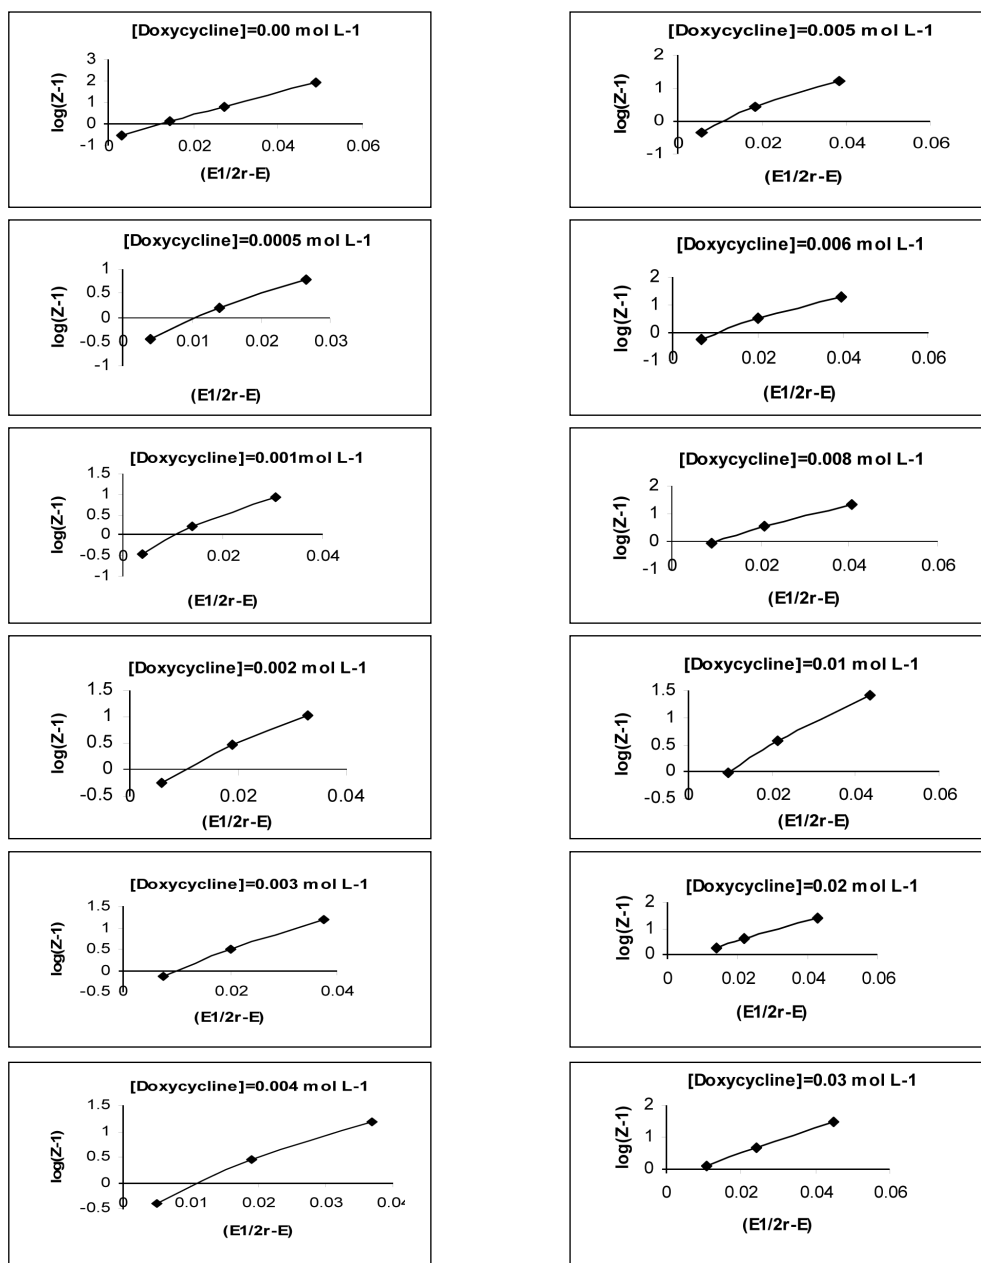 [Doxycycline]=0.00 mol L-1
log(Z-1)
3
2
1
0
-1
0 0.02 0.04 0.06
(E1/2r-E)
[Doxycycline]=0.0005 mol L-1
log(Z-1)
1
0.5
0
-0.5
-1
0 0.01 0.02 0.03
(E1/2r-E)
[Doxycycline]=0.001mol L-1
log(Z-1)
1.5
1
0.5
0
-0.5
-1
0 0.02 0.04
(E1/2r-E)
[Doxycycline]=0.002 mol L-1
log(Z-1)
1.5
1
0.5
0
-0.5
0 0.02 0.04
(E1/2r-E)
[Doxycycline]=0.003 mol L-1
log(Z-1)
1.5
1
0.5
0
-0.5
0 0.02 0.04
(E1/2r-E)
[Doxycycline]=0.004 mol L-1
log(Z-1)
1.5
1
0.5
0
-0.5
0 0.01 0.02 0.03 0.04
(E1/2r-E)
[Doxycycline]=0.005 mol L-1
log(Z-1)
2
1
0
-1
0 0.02 0.04 0.06
(E1/2r-E)
[Doxycycline]=0.006 mol L-1
log(Z-1)
2
1
0
-1
0 0.02 0.04 0.06
(E1/2r-E)
[Doxycycline]=0.008 mol L-1
log(Z-1)
2
1
0
-1
0 0.02 0.04 0.06
(E1/2r-E)
[Doxycycline]=0.01 mol L-1
log(Z-1)
1.5
1
0.5
0
-0.5
0 0.02 0.04 0.06
(E1/2r-E)
[Doxycycline]=0.02 mol L-1
log(Z-1)
2
1
0
0 0.02 0.04 0.06
(E1/2r-E)
[Doxycycline]=0.03 mol L-1
log(Z-1)
2
1
0
0 0.02 0.04 0.06
(E1/2r-E)